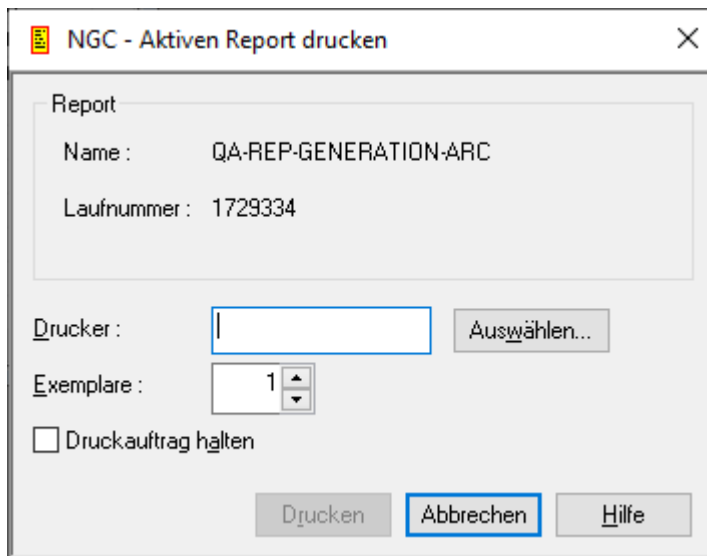 NGC - Aktiven Report drucken
Report
Name : QA-REP-GENERATION-ARC
Laufnummer : 1729334
Drucker : Auswählen...
Exemplare : 1
Druckauftrag halten
Drucken Abbrechen Hilfe